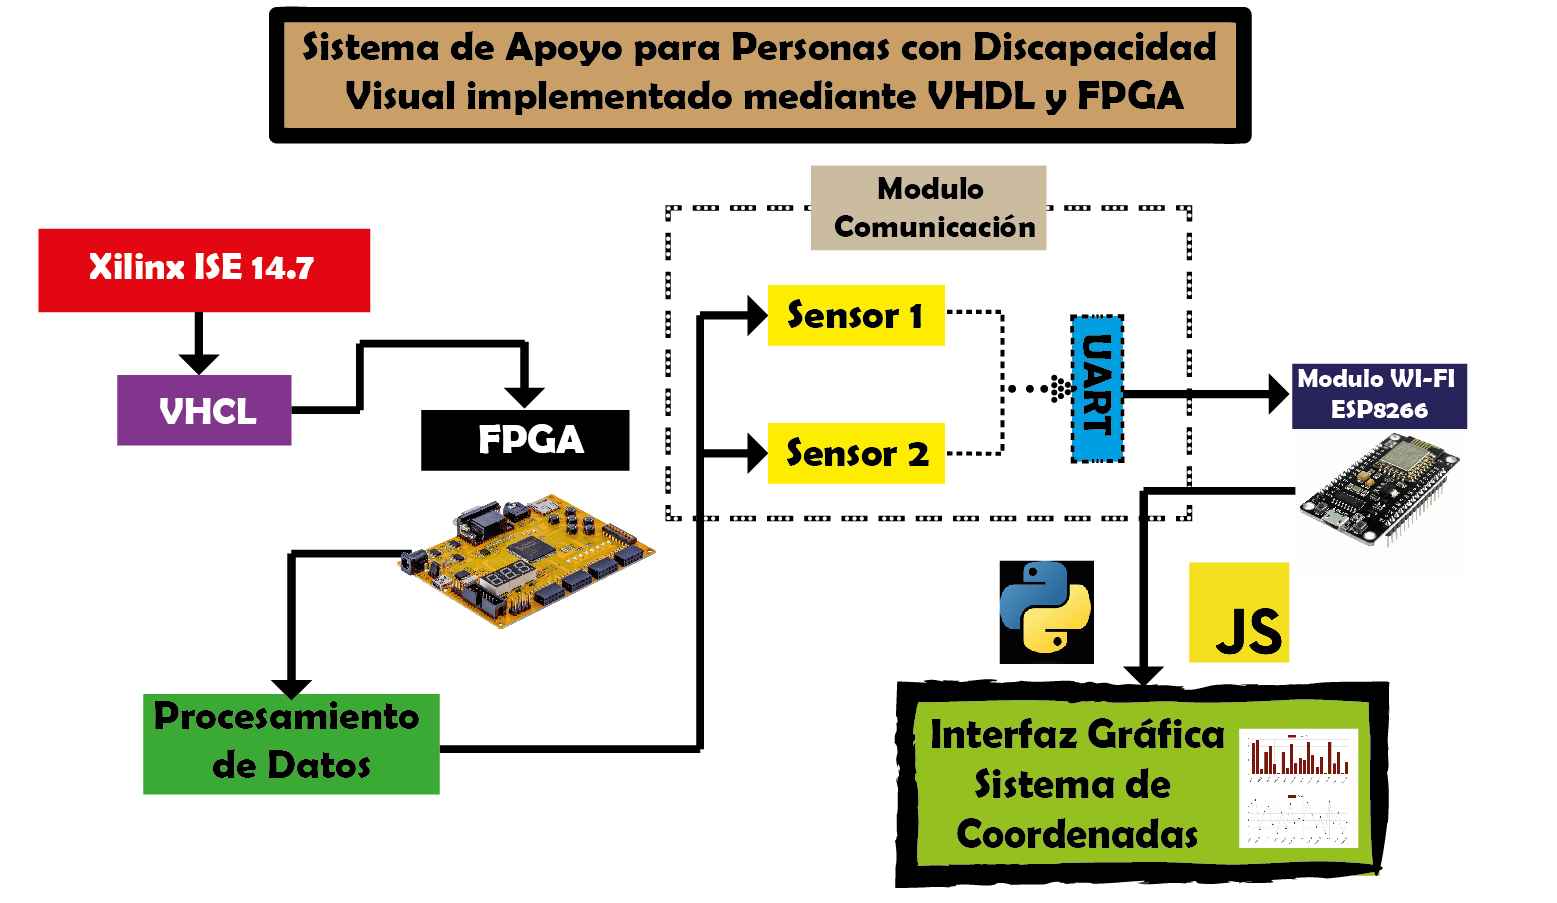 Sistema de Apoyo para Personas con Discapacidad
Visual implementado mediante VHDL y FPGA
Modulo
Comunicación
Xilinx ISE 14.7
VHCL
FPGA
Sensor 1
Sensor 2
UART
Modulo WI-FI
ESP8266
JS
Procesamiento
de Datos
Interfaz Gráfica
Sistema de
Coordenadas